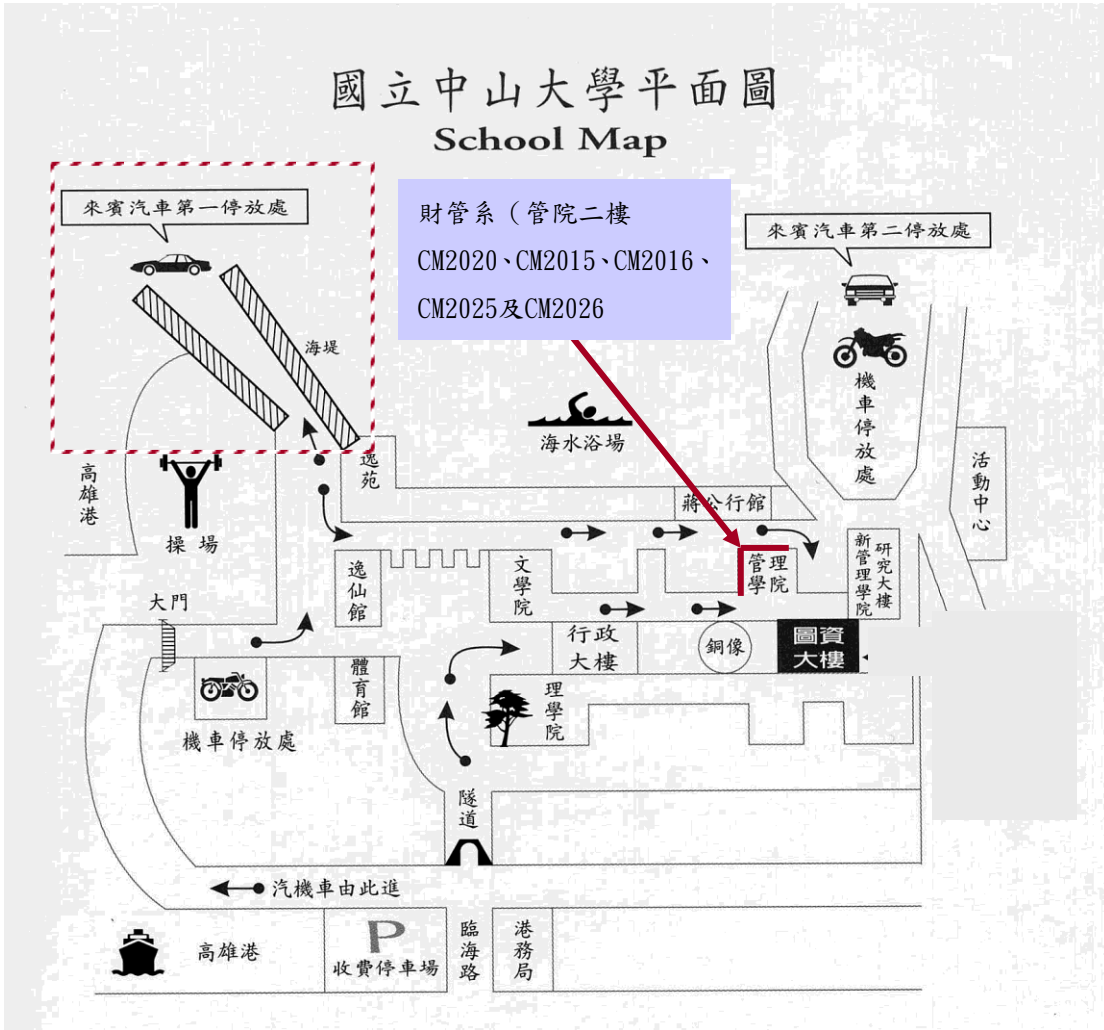 國立中山大學平面圖
School Map
來賓汽車第一停放處
財管系（管院二樓
CM2020、CM2015、CM2016、
CM2025及CM2026
來賓汽車第二停放處
海堤
機車停放處
海水浴場
高雄港
逸苑
活動中心
蔣公行館
操場
逸仙館
文學院
管理
學院
新管理學院
研究大樓
大門
行政
大樓
銅像
圖資
大樓
體育館
理學院
機車停放處
隧道
汽機車由此進
高雄港
P
收費停車場
臨海路
港務局